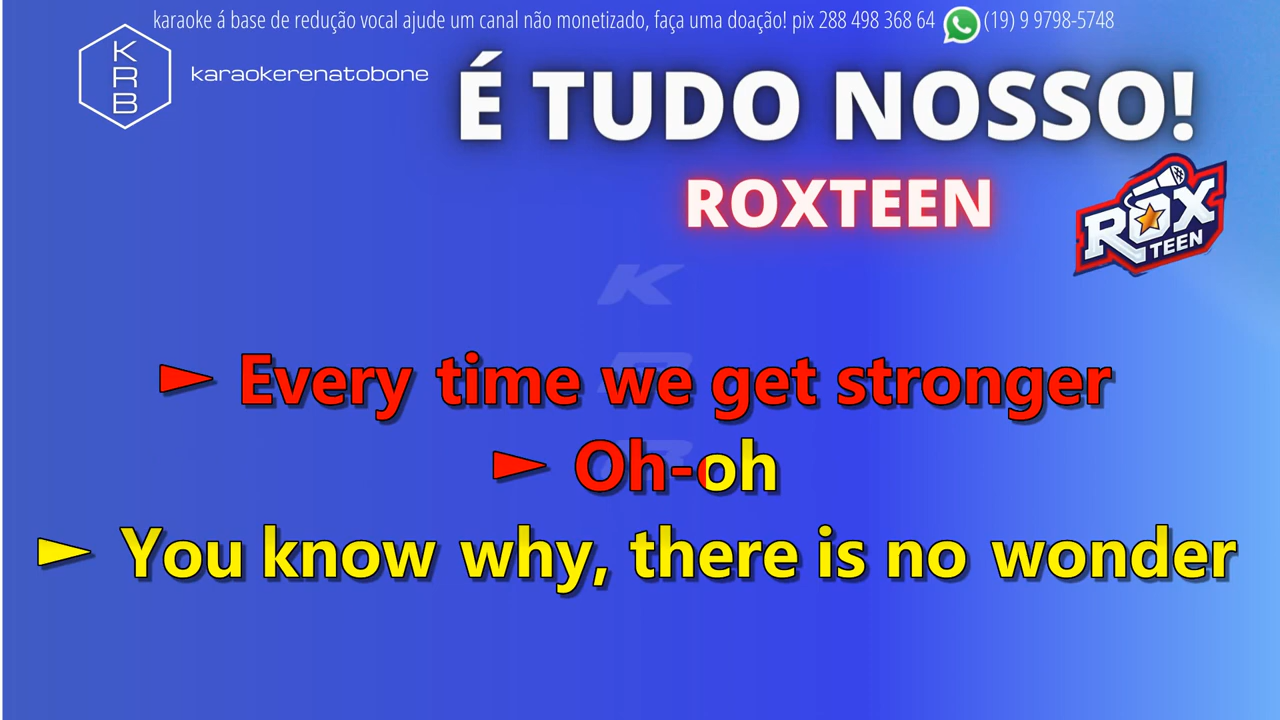 karaoke á base de redução vocal ajude um canal não monetizado, faça uma doação! pix 288 498 368 64 (19) 9 9798-5748
K
R
B
karaokerenatobone
É TUDO NOSSO!
ROXTEEN
ROX
TEEN
K
R
B
► Every time we get stronger
► Oh-oh
► You know why, there is no wonder